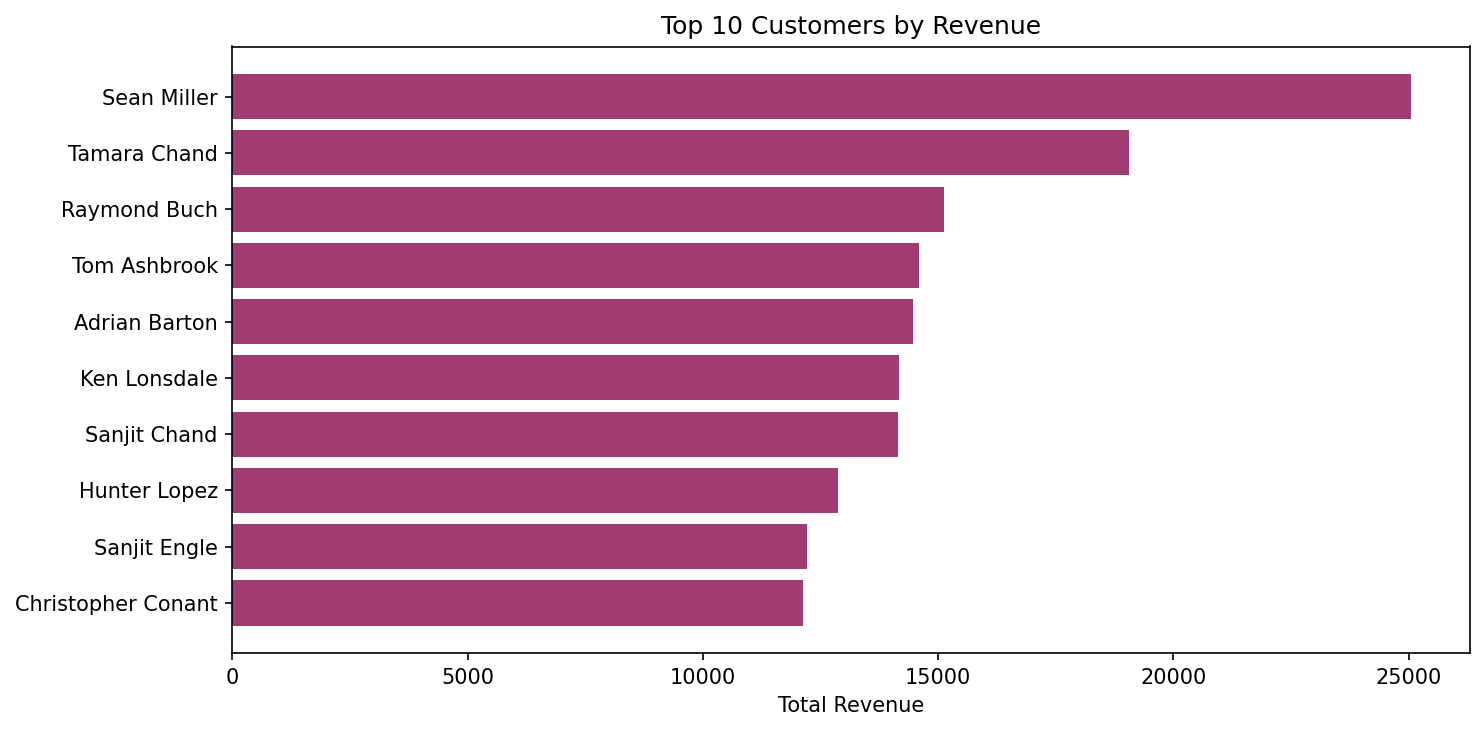 Top 10 Customers by Revenue
Sean Miller
Tamara Chand
Raymond Buch
Tom Ashbrook
Adrian Barton
Ken Lonsdale
Sanjit Chand
Hunter Lopez
Sanjit Engle
Christopher Conant
0 5000 10000 15000 20000 25000
Total Revenue